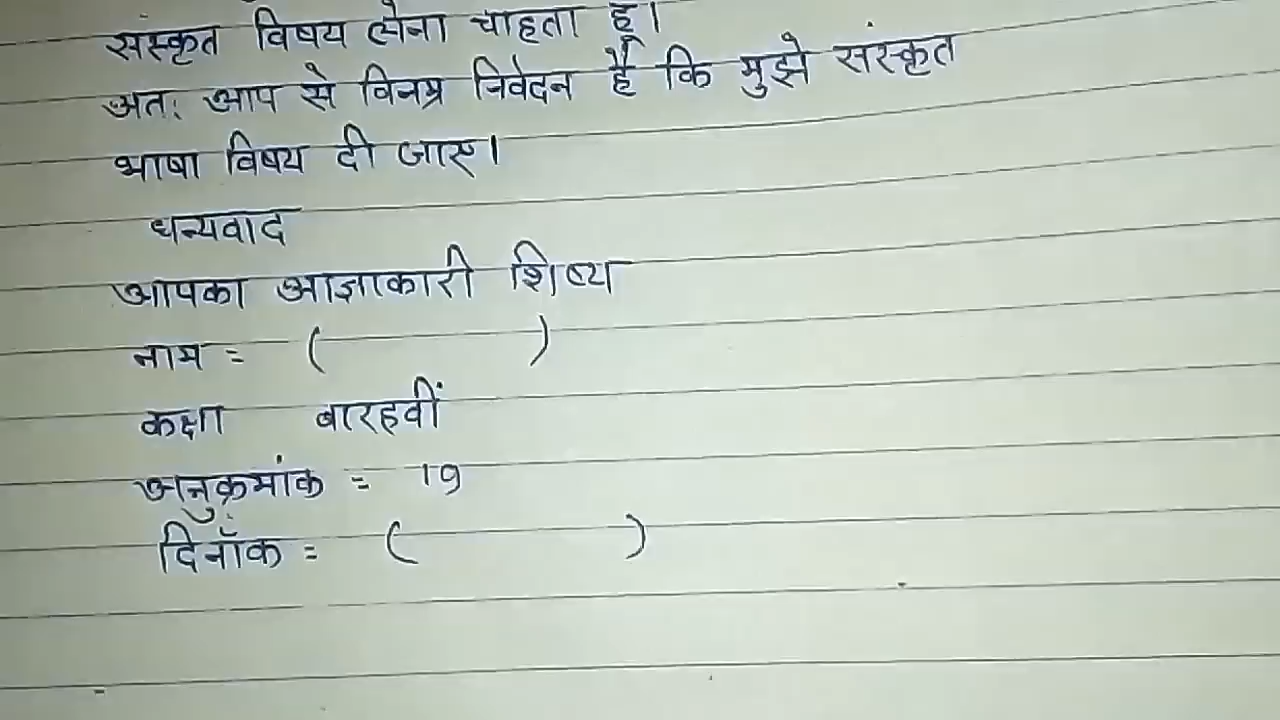 संस्कृत विषय लेना चाहता हूँ।
अतः आप से विनम्र निवेदन है कि मुझे संस्कृत
भाषा विषय दी जाए।
धन्यवाद
आपका आज्ञाकारी शिष्य
नाम = ( )
कक्षा बारहवीं
अनुक्रमांक = 19
दिनाँक = ( )